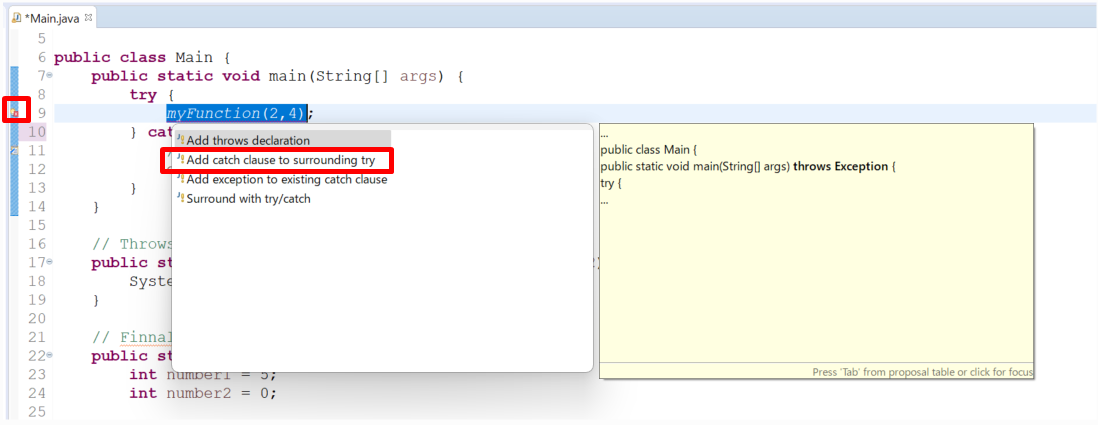 *Main.java
5
6 public class Main {
7 public static void main(String[] args) {
8 try {
9 myFunction(2,4);
10 } cat
11
12
13 }
14 }
15
16 // Throws
17 public st 2)
18 Syste
19 }
20
21 // Finnal
22 public st
23 int number1 = 5;
24 int number2 = 0;
25
Add throws declaration
Add catch clause to surrounding try
Add exception to existing catch clause
Surround with try/catch
...
public class Main {
public static void main(String[] args) throws Exception {
try {
...
Press 'Tab' from proposal table or click for focus